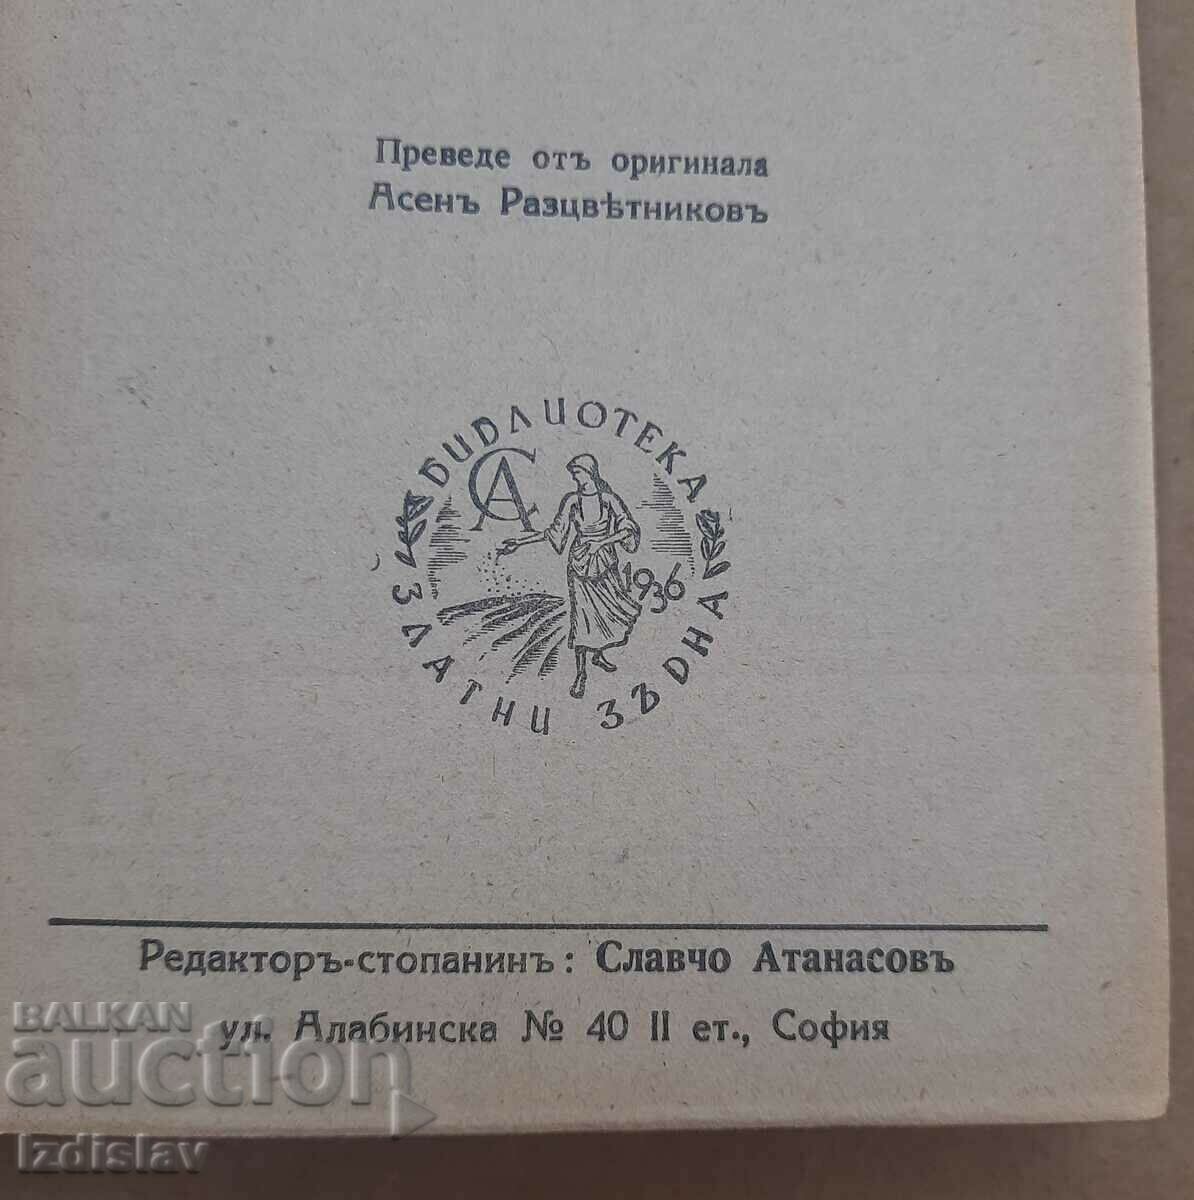 Преведе отъ оригинала
Асенъ Разцвѣтниковъ
БИБЛИОТЕКА
СА
1936
ЗЛАТНИ ЗЪРНА
Редакторъ-стопанинъ: Славчо Атанасовъ
ул. Алабинска № 40 II ет., София
BALKAN
auction
Izdislav